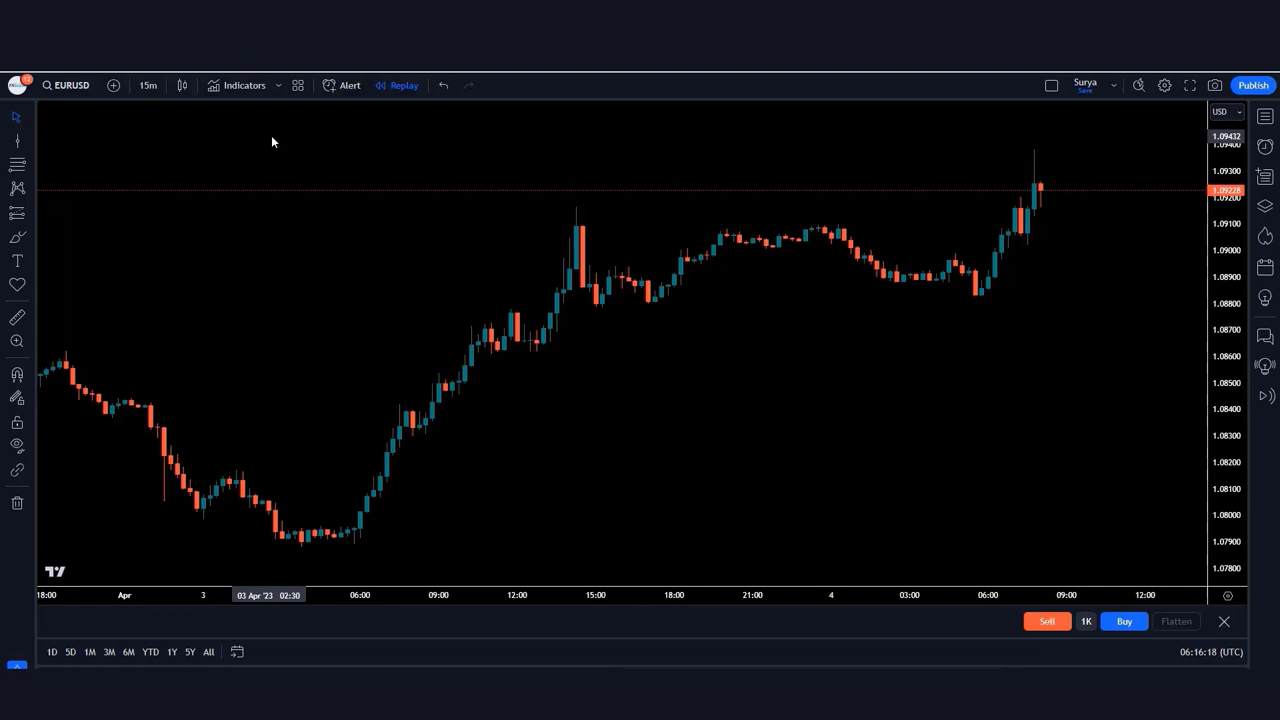 12
EURUSD
15m
Indicators
Alert
Replay
Surya
Save
Publish
USD
1.09432
1.09400
1.09300
1.09228
1.09200
1.09100
1.09000
1.08900
1.08800
1.08700
1.08600
1.08500
1.08400
1.08300
1.08200
1.08100
1.08000
1.07900
1.07800
18:00 Apr 3 03 Apr '23 02:30 06:00 09:00 12:00 15:00 18:00 21:00 4 03:00 06:00 09:00 12:00
Sell 1K Buy Flatten
1D 5D 1M 3M 6M YTD 1Y 5Y All
06:16:18 (UTC)